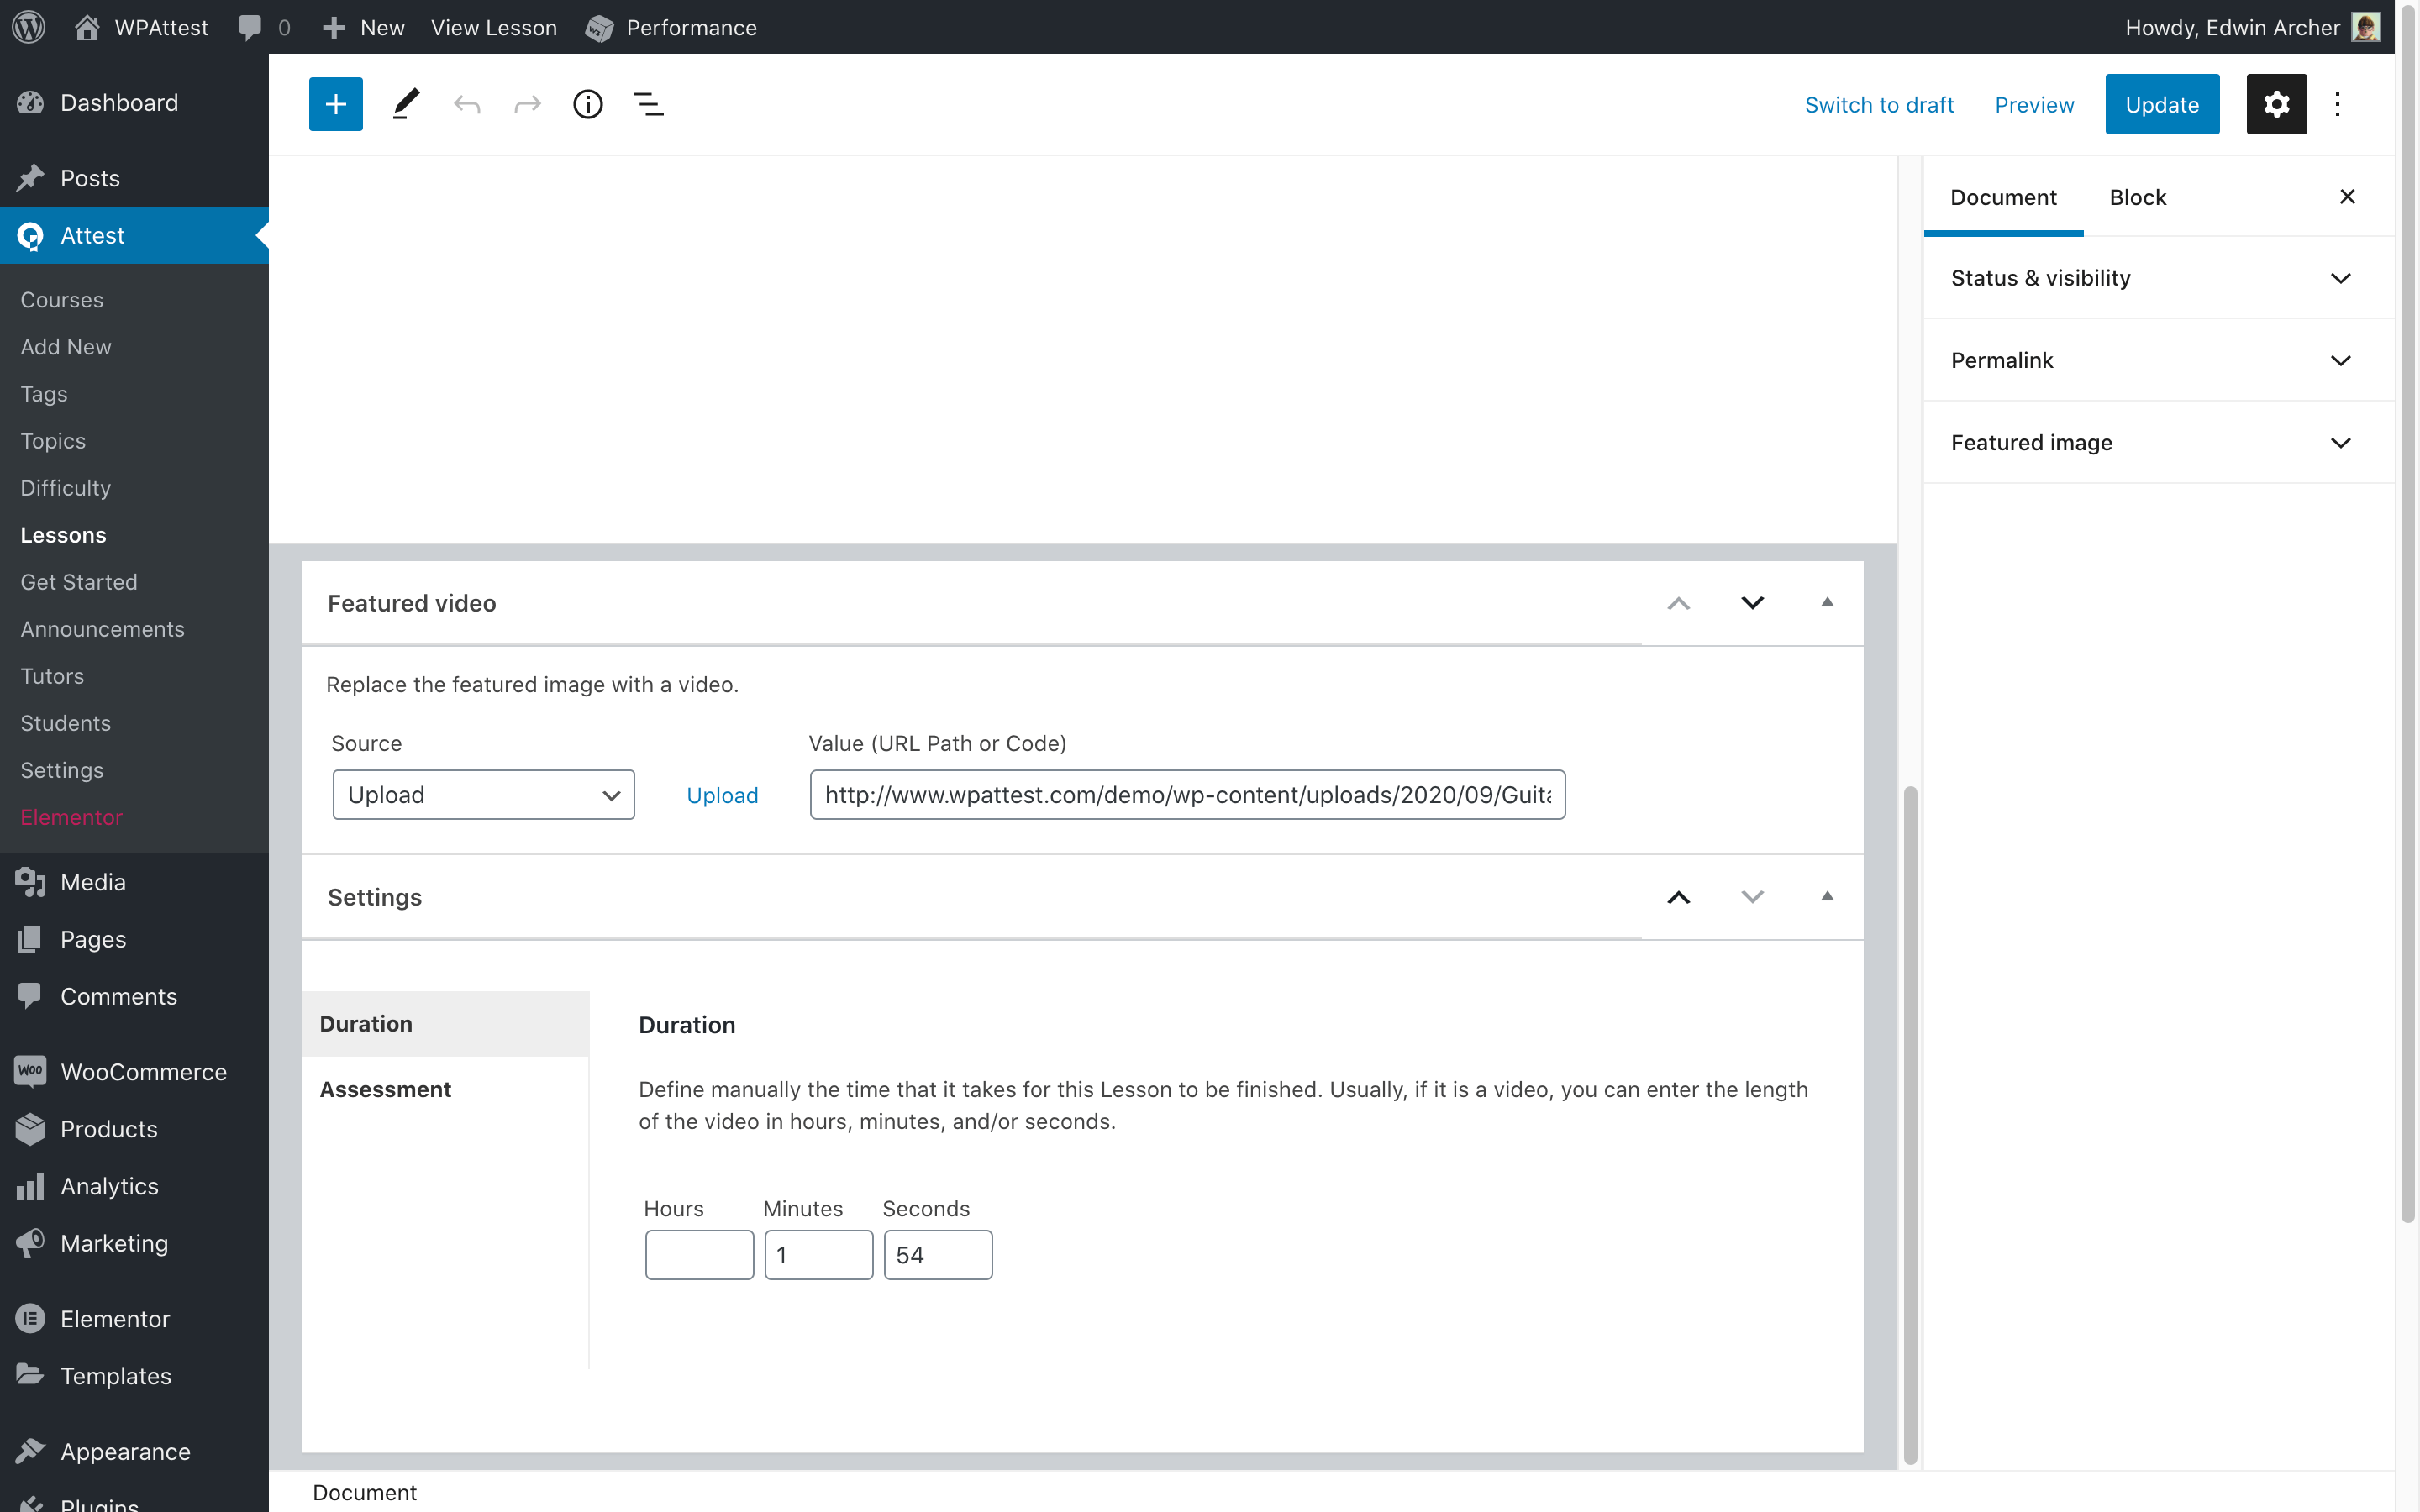 WPAttest
0
New
View Lesson
Performance
Howdy, Edwin Archer
Dashboard
Posts
Attest
Courses
Add New
Tags
Topics
Difficulty
Lessons
Get Started
Announcements
Tutors
Students
Settings
Elementor
Media
Pages
Comments
WooCommerce
Products
Analytics
Marketing
Elementor
Templates
Appearance
Plugins
Switch to draft
Preview
Update
Featured video
Replace the featured image with a video.
Source
Value (URL Path or Code)
Upload
Upload
http://www.wpattest.com/demo/wp-content/uploads/2020/09/Guita
Settings
Duration
Assessment
Duration
Define manually the time that it takes for this Lesson to be finished. Usually, if it is a video, you can enter the length
of the video in hours, minutes, and/or seconds.
Hours Minutes Seconds
1 54
Document
Document
Block
Status & visibility
Permalink
Featured image